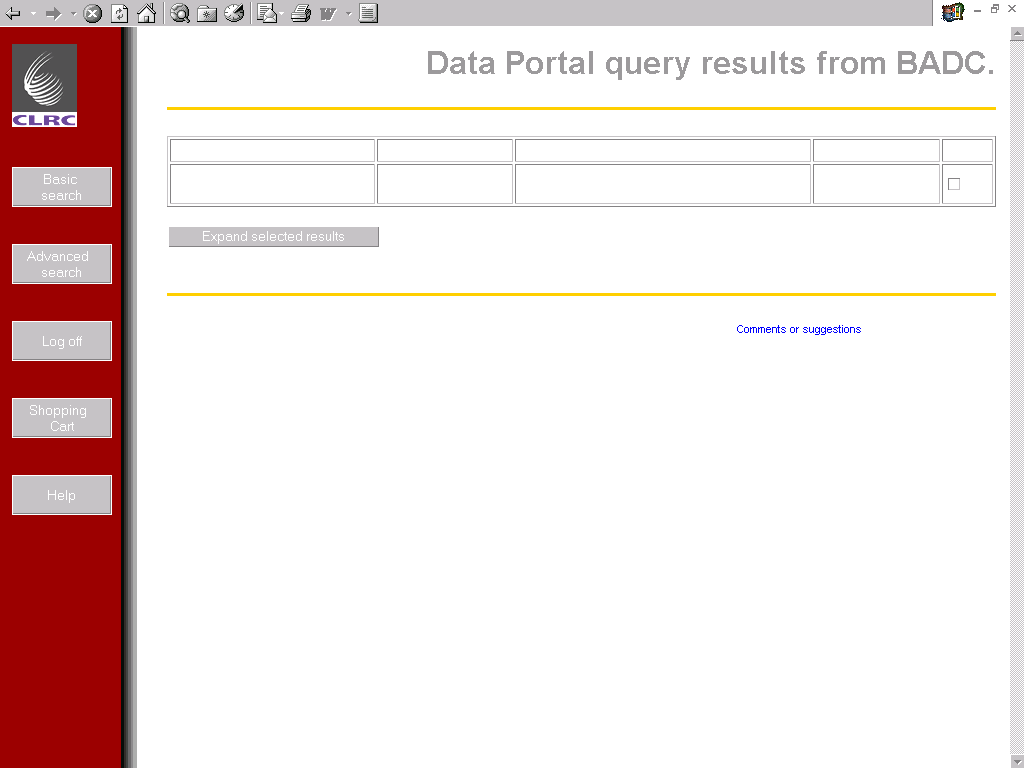 Data Portal query results from BADC.
CLRC
Basic
search
Advanced
search
Log off
Shopping
Cart
Help
Expand selected results
Comments or suggestions